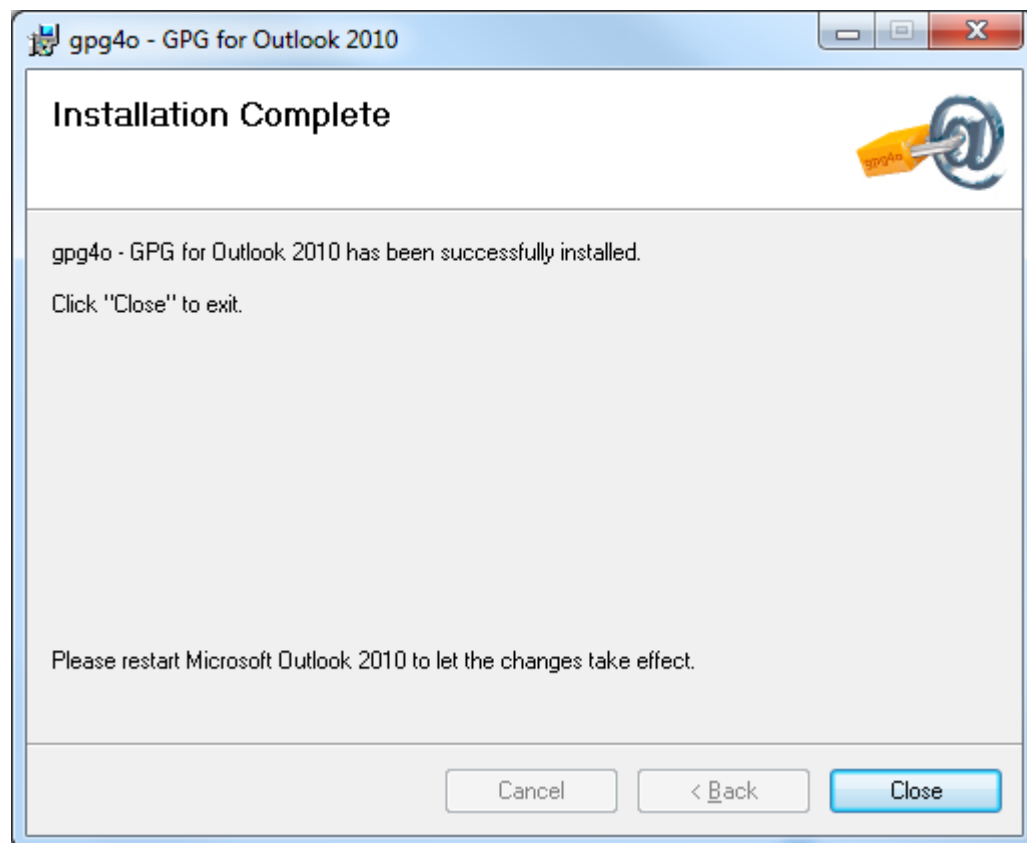 gpg4o - GPG for Outlook 2010
Installation Complete
gpg4o
gpg4o - GPG for Outlook 2010 has been successfully installed.
Click "Close" to exit.
Please restart Microsoft Outlook 2010 to let the changes take effect.
Cancel
< Back
Close